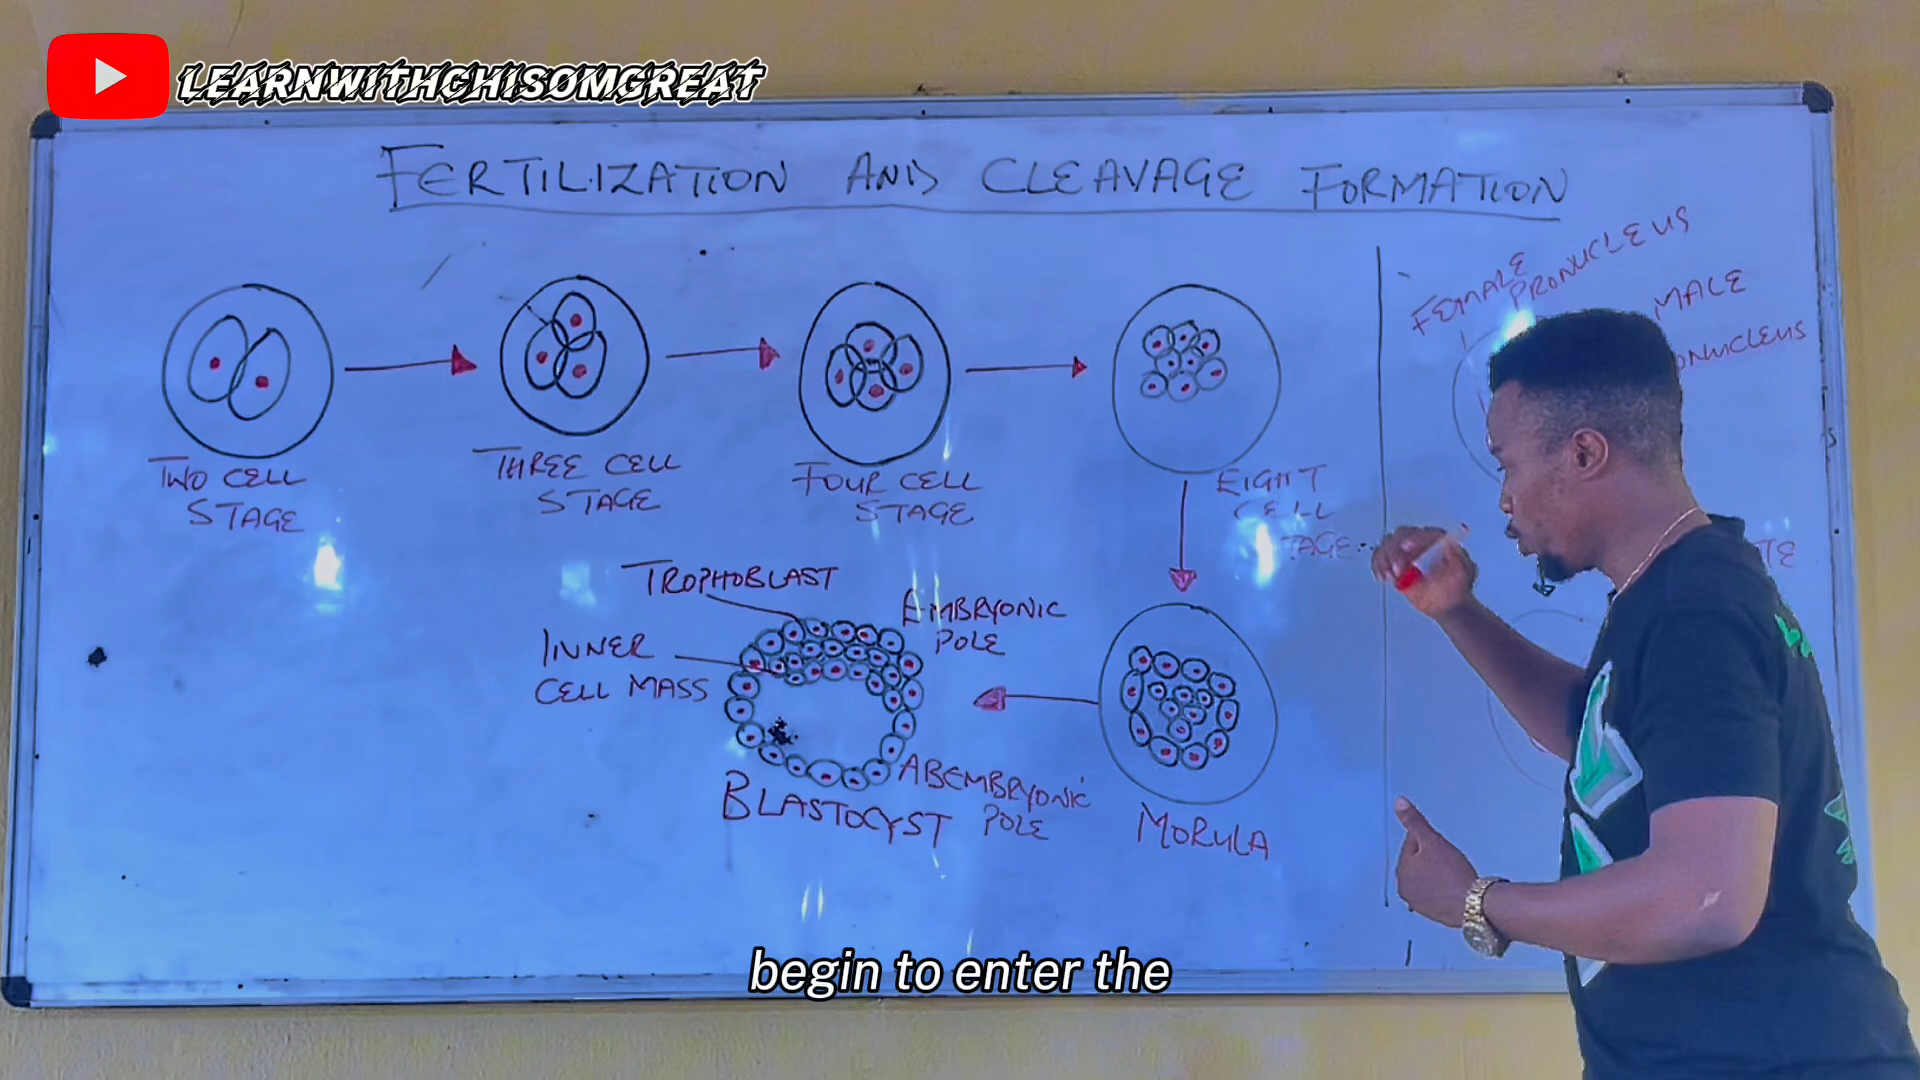 LEARNWITHCHISOMGREAT
FERTILIZATION AND CLEAVAGE FORMATION
FEMALE
PRONUCLEUS
MALE
TWO CELL
STAGE
THREE CELL
STAGE
FOUR CELL
STAGE
EIGHT
CELL
TROPHOBLAST
EMBRYONIC
POLE
INNER
CELL MASS
ABEMBRYONIC
POLE
BLASTOCYST
MORULA
begin to enter the